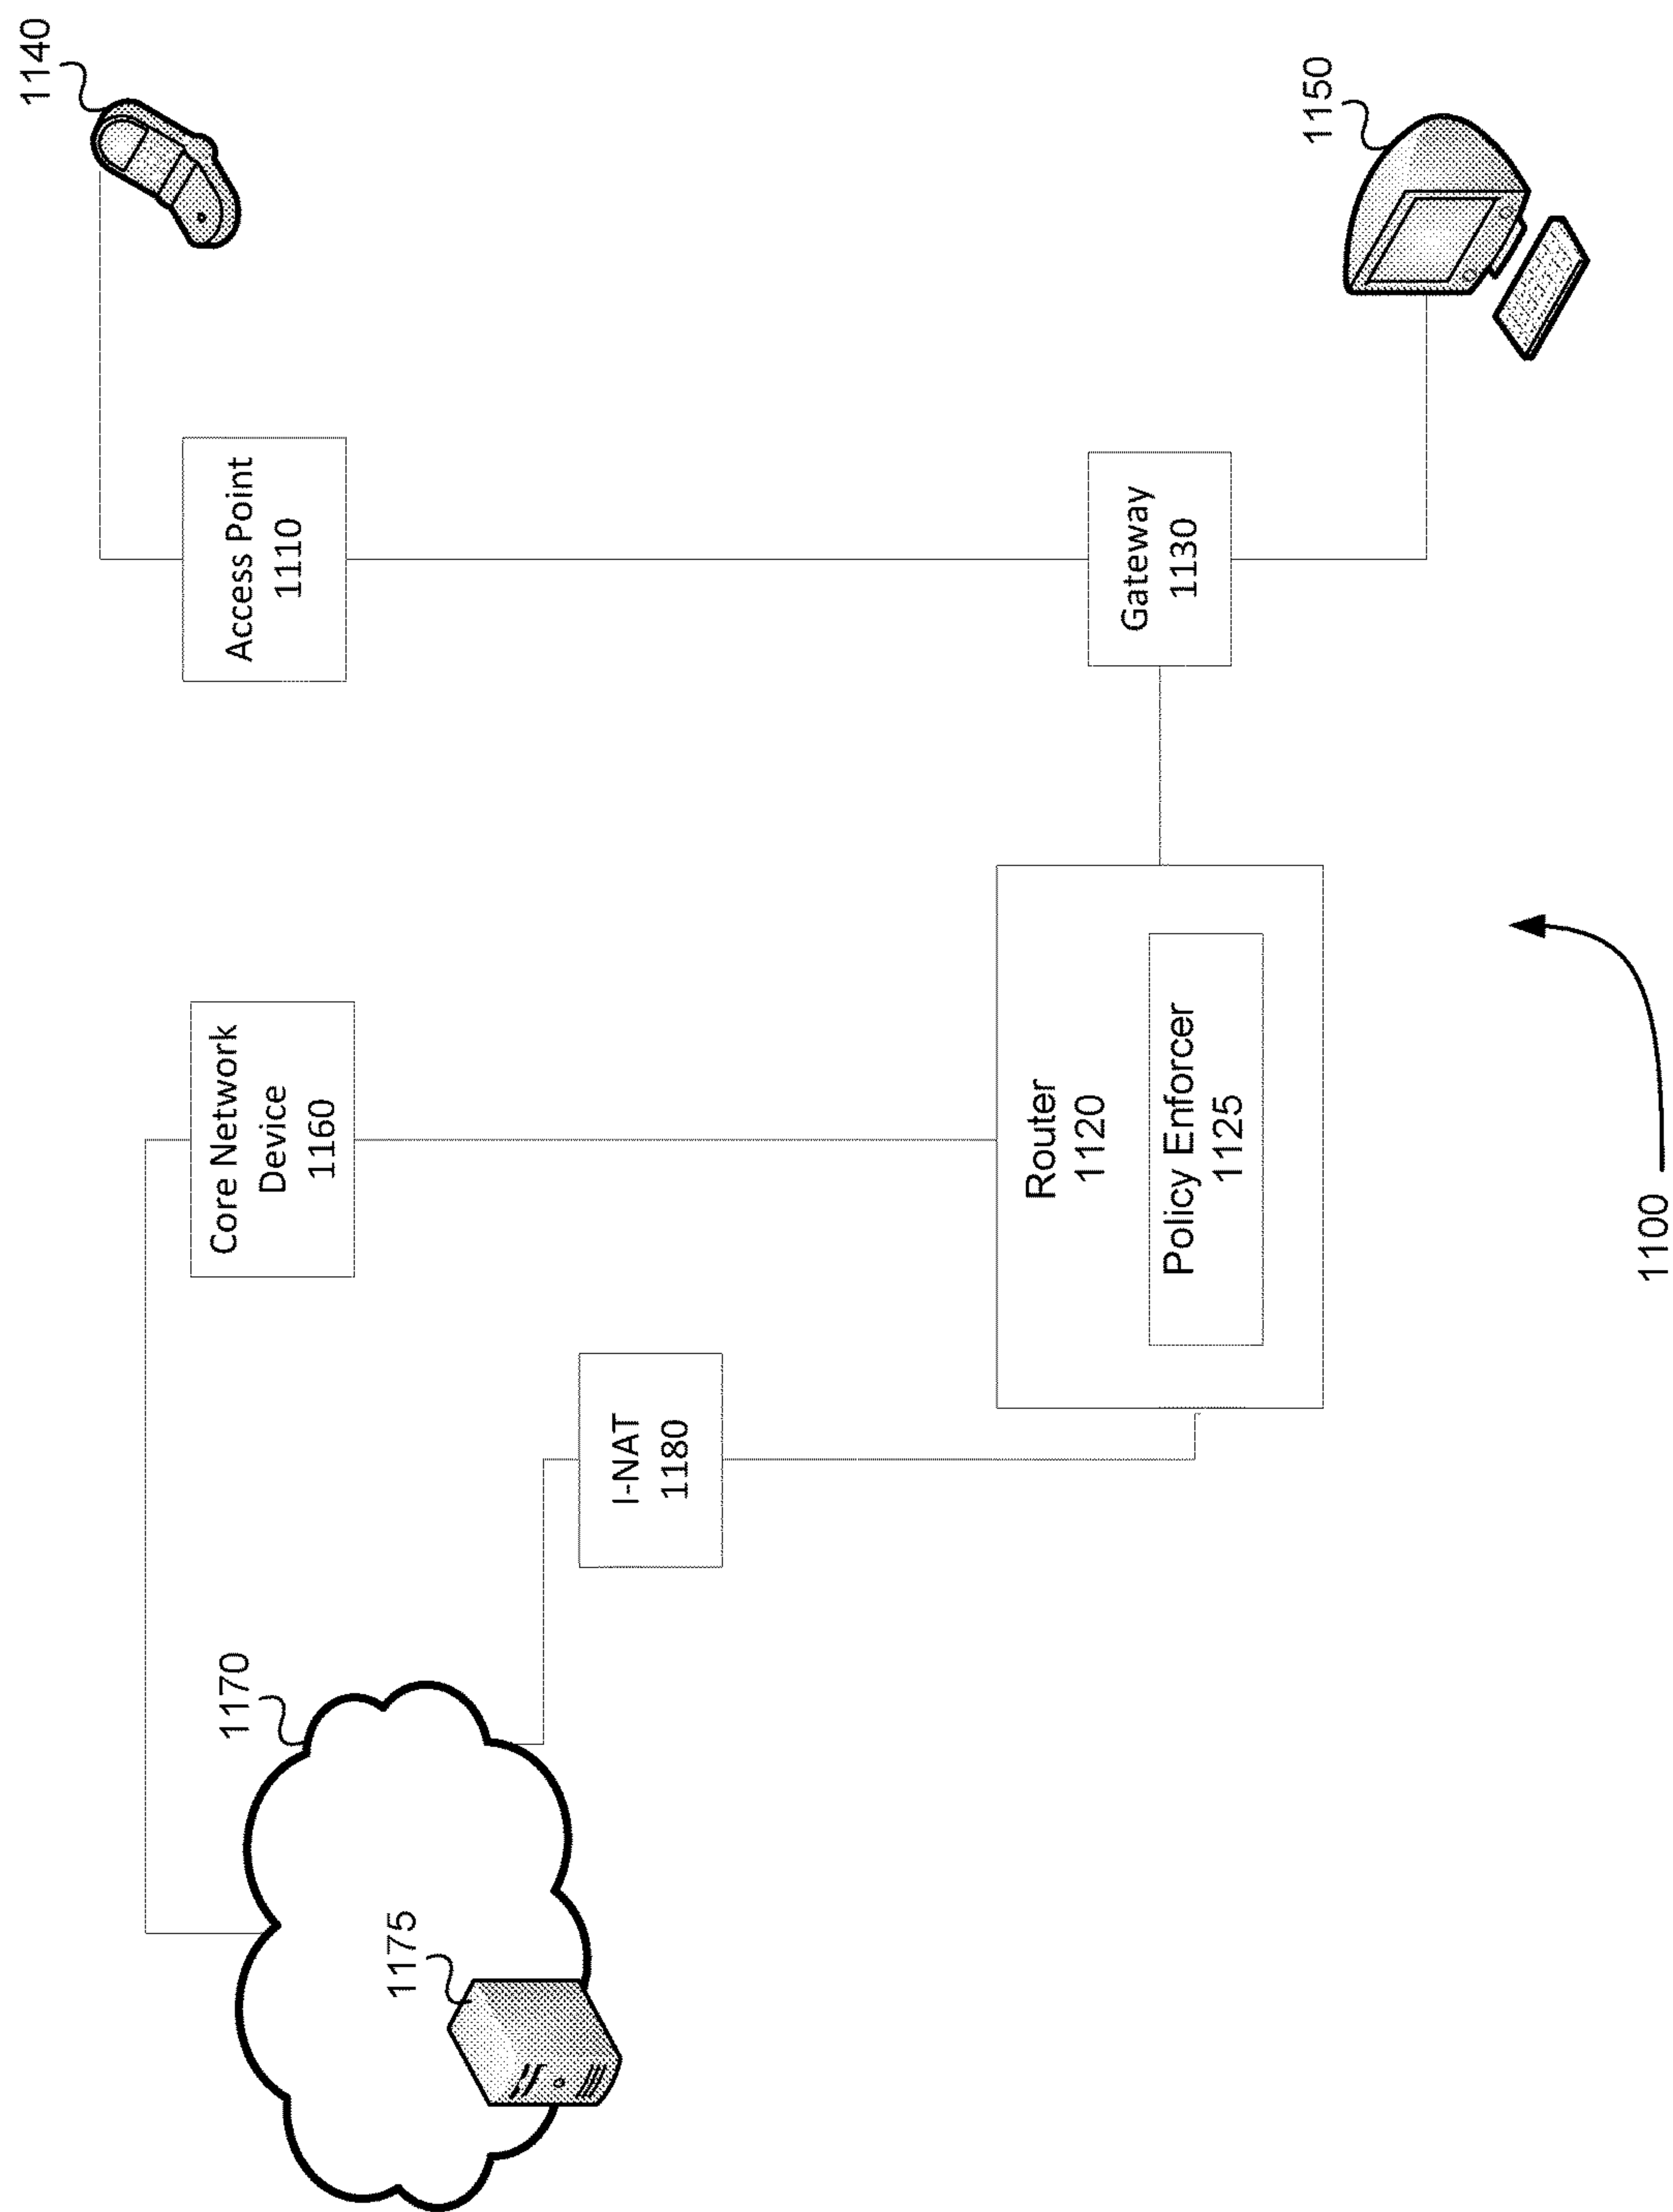 1170
1175
Core Network
Device
1160
Access Point
1110
1140
I-NAT
1180
Router
1120
Policy Enforcer
1125
Gateway
1130
1150
1100